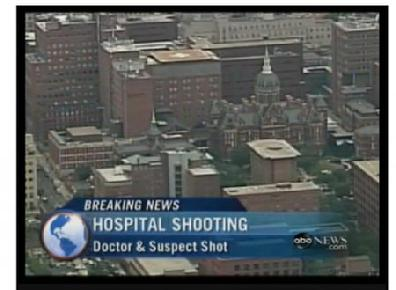 BREAKING NEWS
HOSPITAL SHOOTING
Doctor & Suspect Shot
abc NEWS
.com